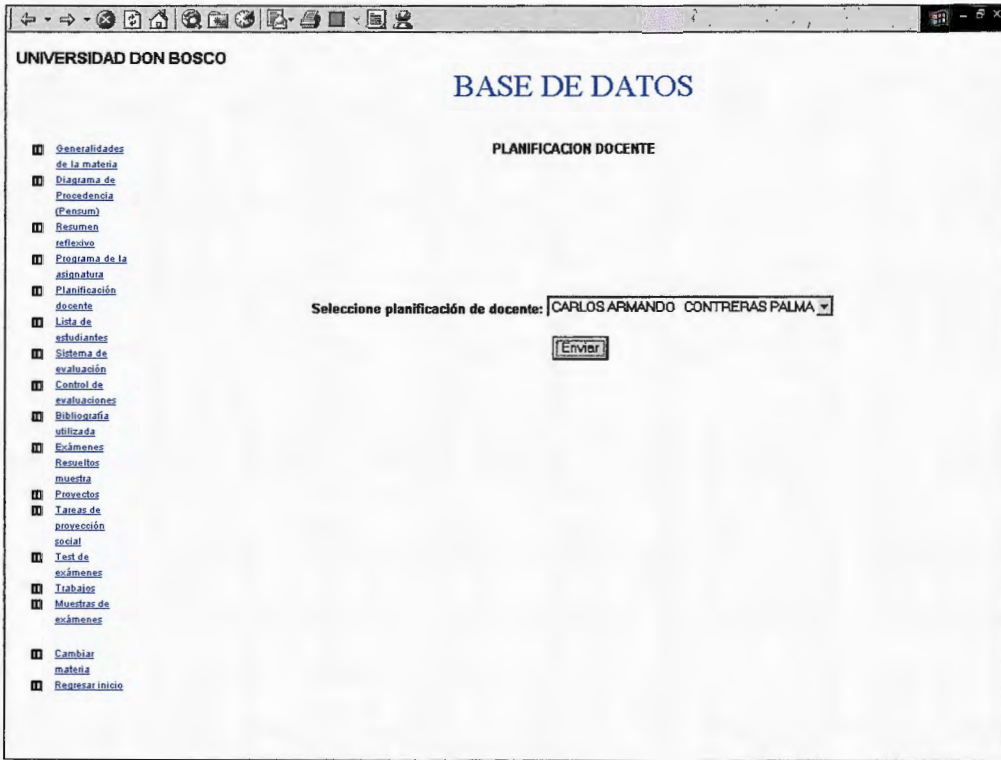 UNIVERSIDAD DON BOSCO
BASE DE DATOS
PLANIFICACION DOCENTE
Generalidades
de la materia
Diagrama de
Procedencia
(Pensum)
Resumen
reflexivo
Programa de la
asignatura
Planificación
docente
Lista de
estudiantes
Sistema de
evaluación
Control de
evaluaciones
Bibliografía
utilizada
Exámenes
Resueltos
muestra
Proyectos
Tareas de
proyección
social
Test de
exámenes
Trabajos
Muestras de
exámenes
Cambiar
materia
Regresar inicio
Seleccione planificación de docente: CARLOS ARMANDO CONTRERAS PALMA
Enviar